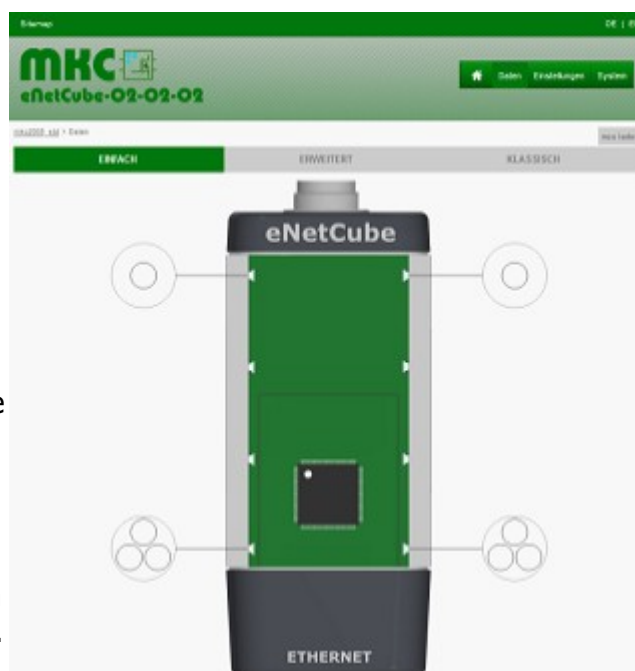 Sitemap
DE | E
MKC
eNetCube-02-02-02
Daten Einstellungen System
> Daten
EINFACH
ERWEITERT
KLASSISCH
eNetCube
e
ETHERNET